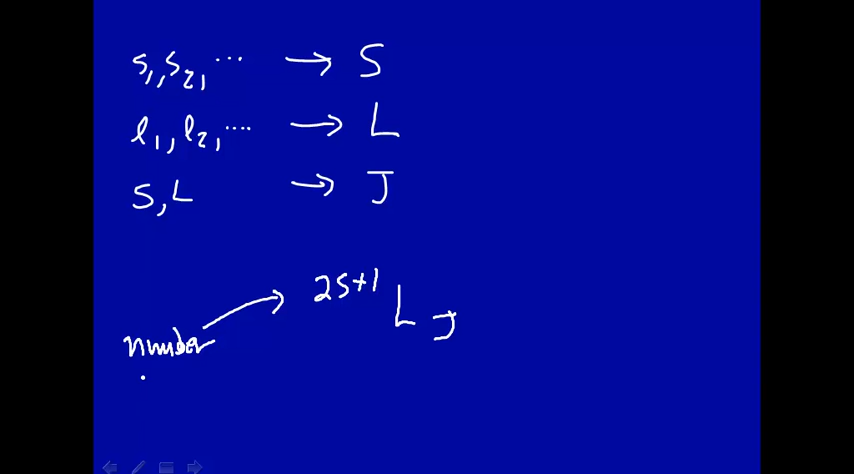 s₁, s₂, ... → S
l₁, l₂, .... → L
S, L → J
2S+1 L J
number